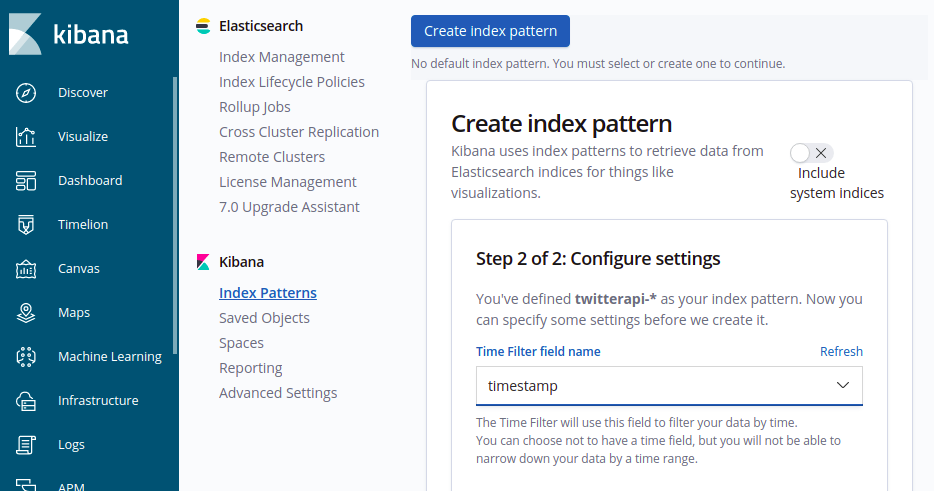 kibana
Discover
Visualize
Dashboard
Timelion
Canvas
Maps
Machine Learning
Infrastructure
Logs
APM
Elasticsearch
Index Management
Index Lifecycle Policies
Rollup Jobs
Cross Cluster Replication
Remote Clusters
License Management
7.0 Upgrade Assistant
Kibana
Index Patterns
Saved Objects
Spaces
Reporting
Advanced Settings
Create index pattern
No default index pattern. You must select or create one to continue.
Create index pattern
Kibana uses index patterns to retrieve data from
Elasticsearch indices for things like
visualizations.
Include
system indices
Step 2 of 2: Configure settings
You've defined twitterapi-* as your index pattern. Now you
can specify some settings before we create it.
Time Filter field name
Refresh
timestamp
The Time Filter will use this field to filter your data by time.
You can choose not to have a time field, but you will not be able to
narrow down your data by a time range.